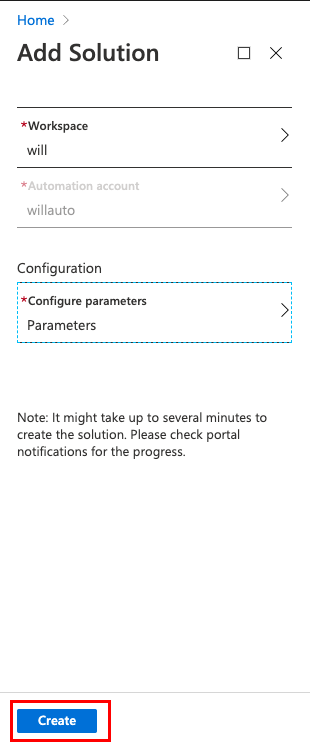 Home
Add Solution
*Workspace
will
*Automation account
willauto
Configuration
*Configure parameters
Parameters
Note: It might take up to several minutes to
create the solution. Please check portal
notifications for the progress.
Create